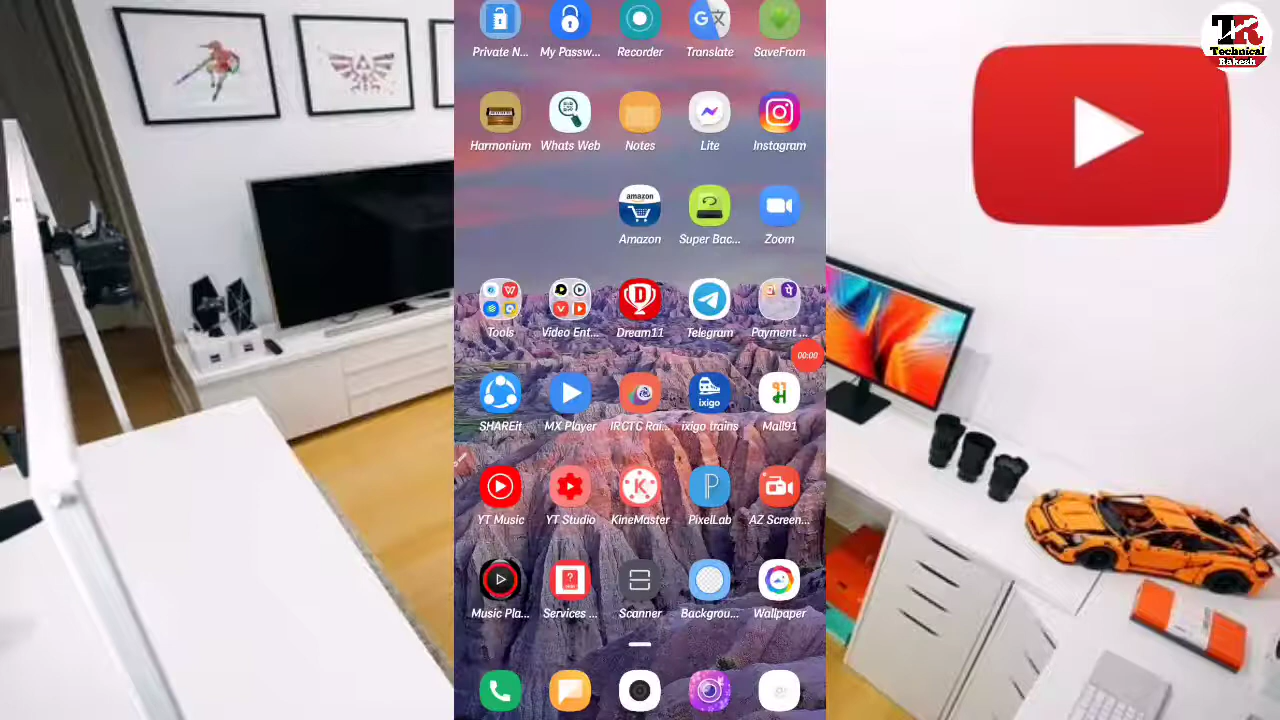 TR
Technical
Rakesh
Private N... My Passw... Recorder Translate SaveFrom
Harmonium Whats Web Notes Lite Instagram
amazon
Amazon Super Bac... Zoom
Tools Video Ent... Dream11 Telegram Payment ...
00:00
ixigo
SHAREit MX Player IRCTC Rai... ixigo trains Mall91
YT Music YT Studio KineMaster PixelLab AZ Screen...
Music Pla... Services ... Scanner Backgrou... Wallpaper